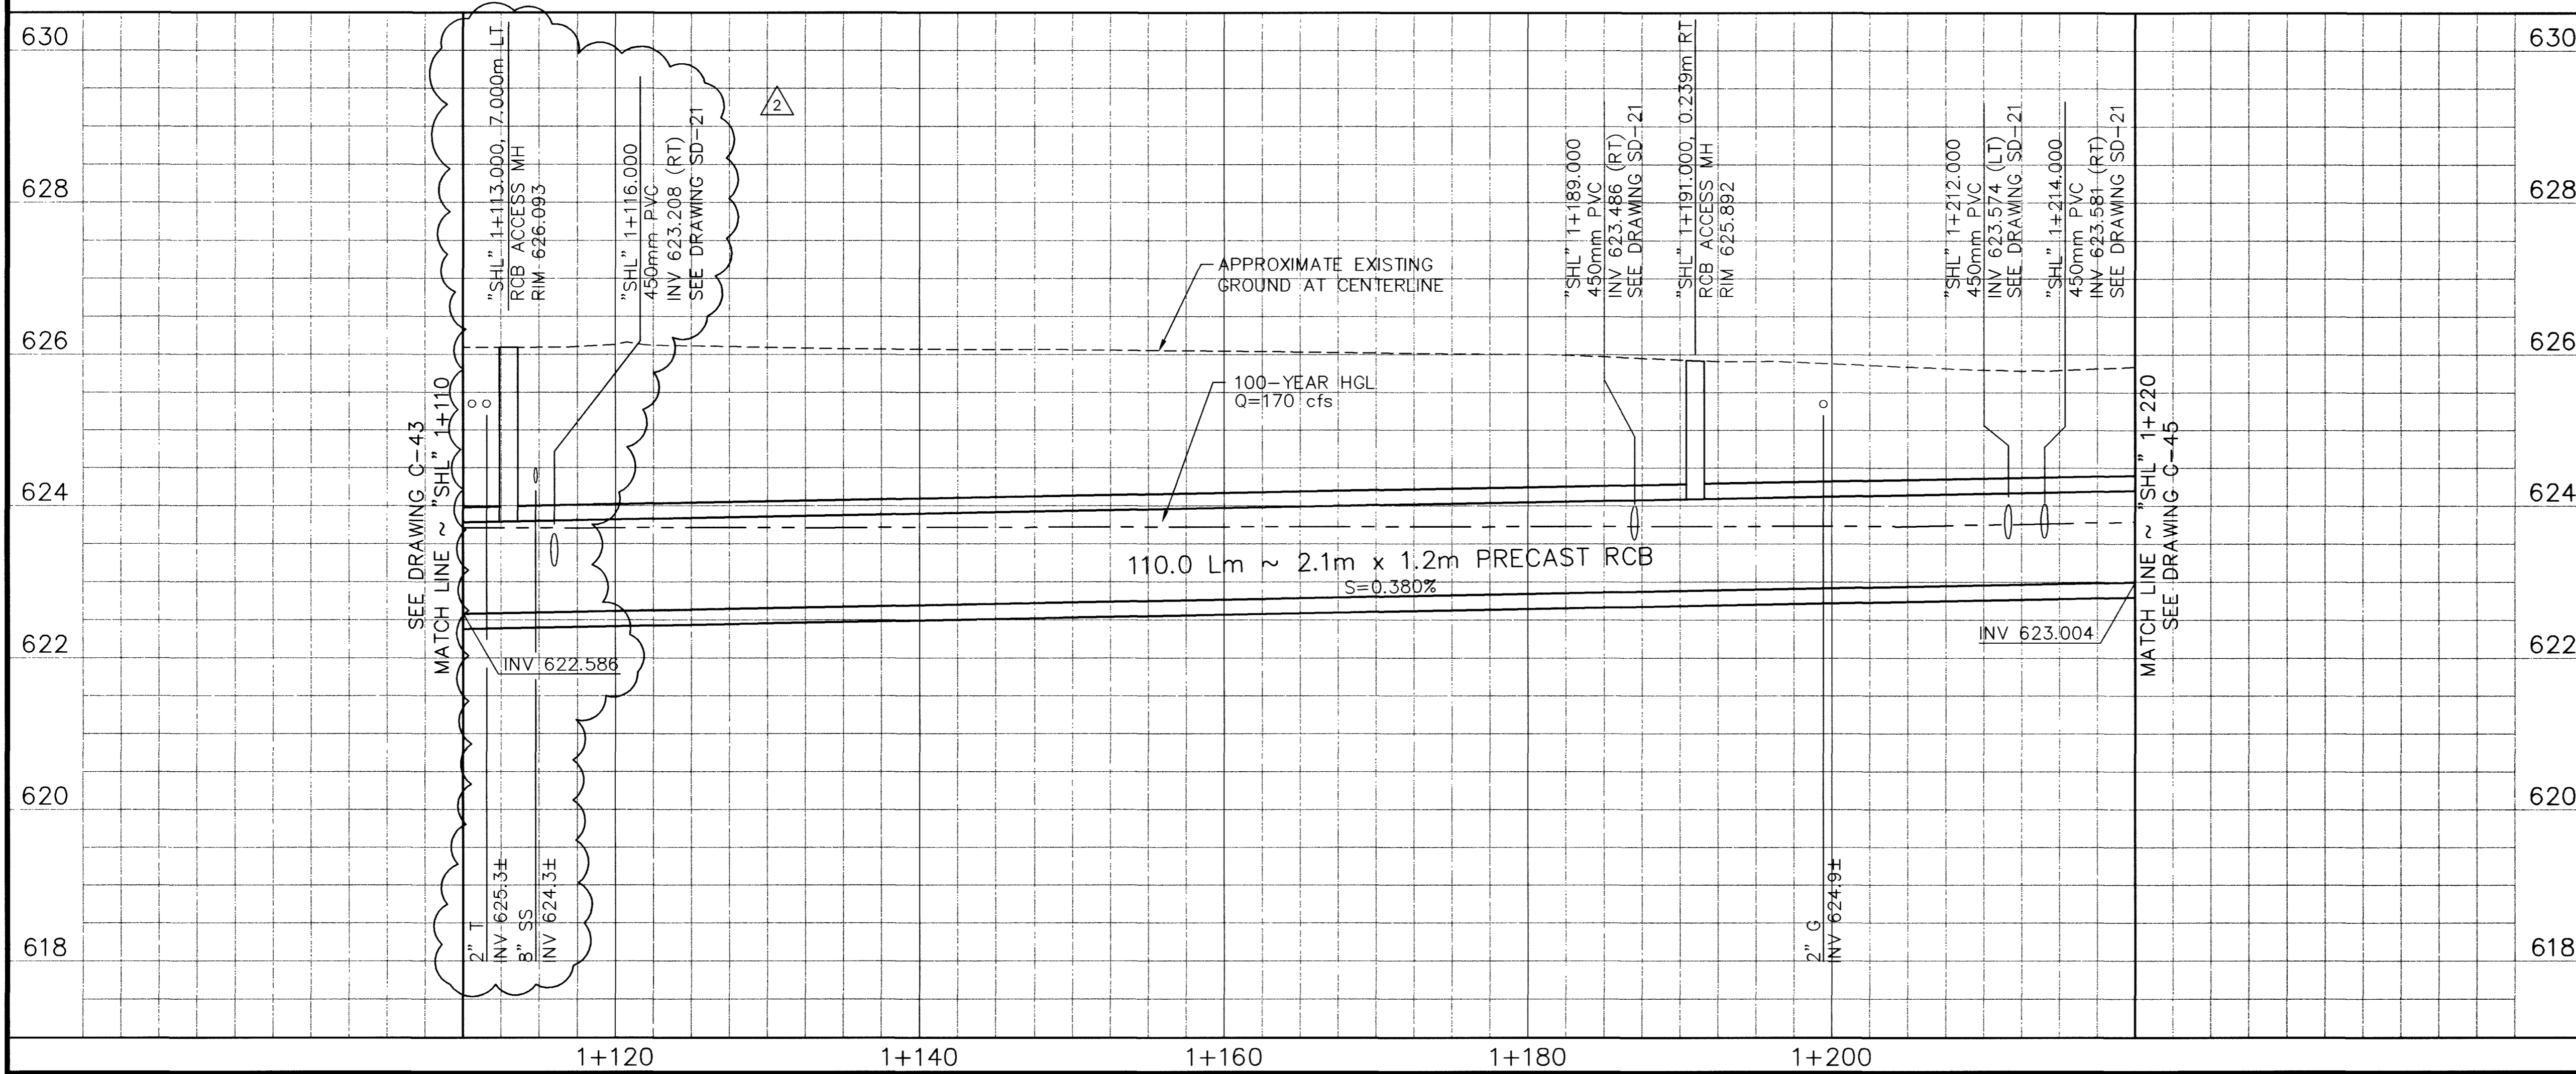 630
628
626
624
622
620
618
SEE DRAWING C-43
MATCH LINE ~ "SHL" 1+110
"SHL" 1+113.000, 7.000m LT
RCB ACCESS MH
RIM 626.093
"SHL" 1+116.000
450mm PVC
INV 623.208 (RT)
SEE DRAWING SD-21
2
APPROXIMATE EXISTING
GROUND AT CENTERLINE
100-YEAR HGL
Q=170 cfs
110.0 Lm ~ 2.1m x 1.2m PRECAST RCB
S=0.380%
INV 622.586
2" T
INV 625.3±
8" SS
INV 624.3±
"SHL" 1+189.000
450mm PVC
INV 623.486 (RT)
SEE DRAWING SD-21
"SHL" 1+191.000, 0.239m RT
RCB ACCESS MH
RIM 625.892
2" G
INV 624.9±
"SHL" 1+212.000
450mm PVC
INV 623.574 (LT)
SEE DRAWING SD-21
"SHL" 1+214.000
450mm PVC
INV 623.581 (RT)
SEE DRAWING SD-21
INV 623.004
MATCH LINE ~ "SHL" 1+220
SEE DRAWING C-45
630
628
626
624
622
620
618
1+120
1+140
1+160
1+180
1+200